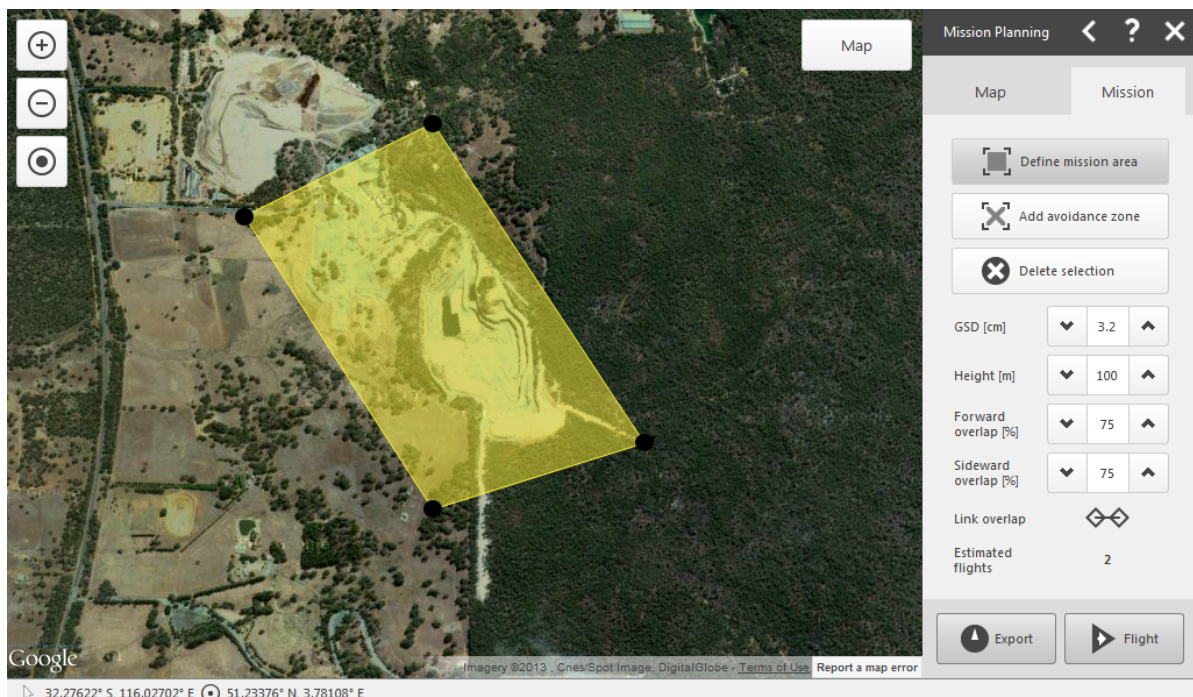 Map
Mission Planning
?
Map
Mission
Define mission area
Add avoidance zone
Delete selection
GSD [cm]
3.2
Height [m]
100
Forward
overlap [%]
75
Sideward
overlap [%]
75
Link overlap
Estimated
flights
2
Export
Flight
Google
Imagery ©2013 , Cnes/Spot Image, DigitalGlobe - Terms of Use
Report a map error
32.27622° S, 116.02702° E
51.23376° N, 3.78108° E